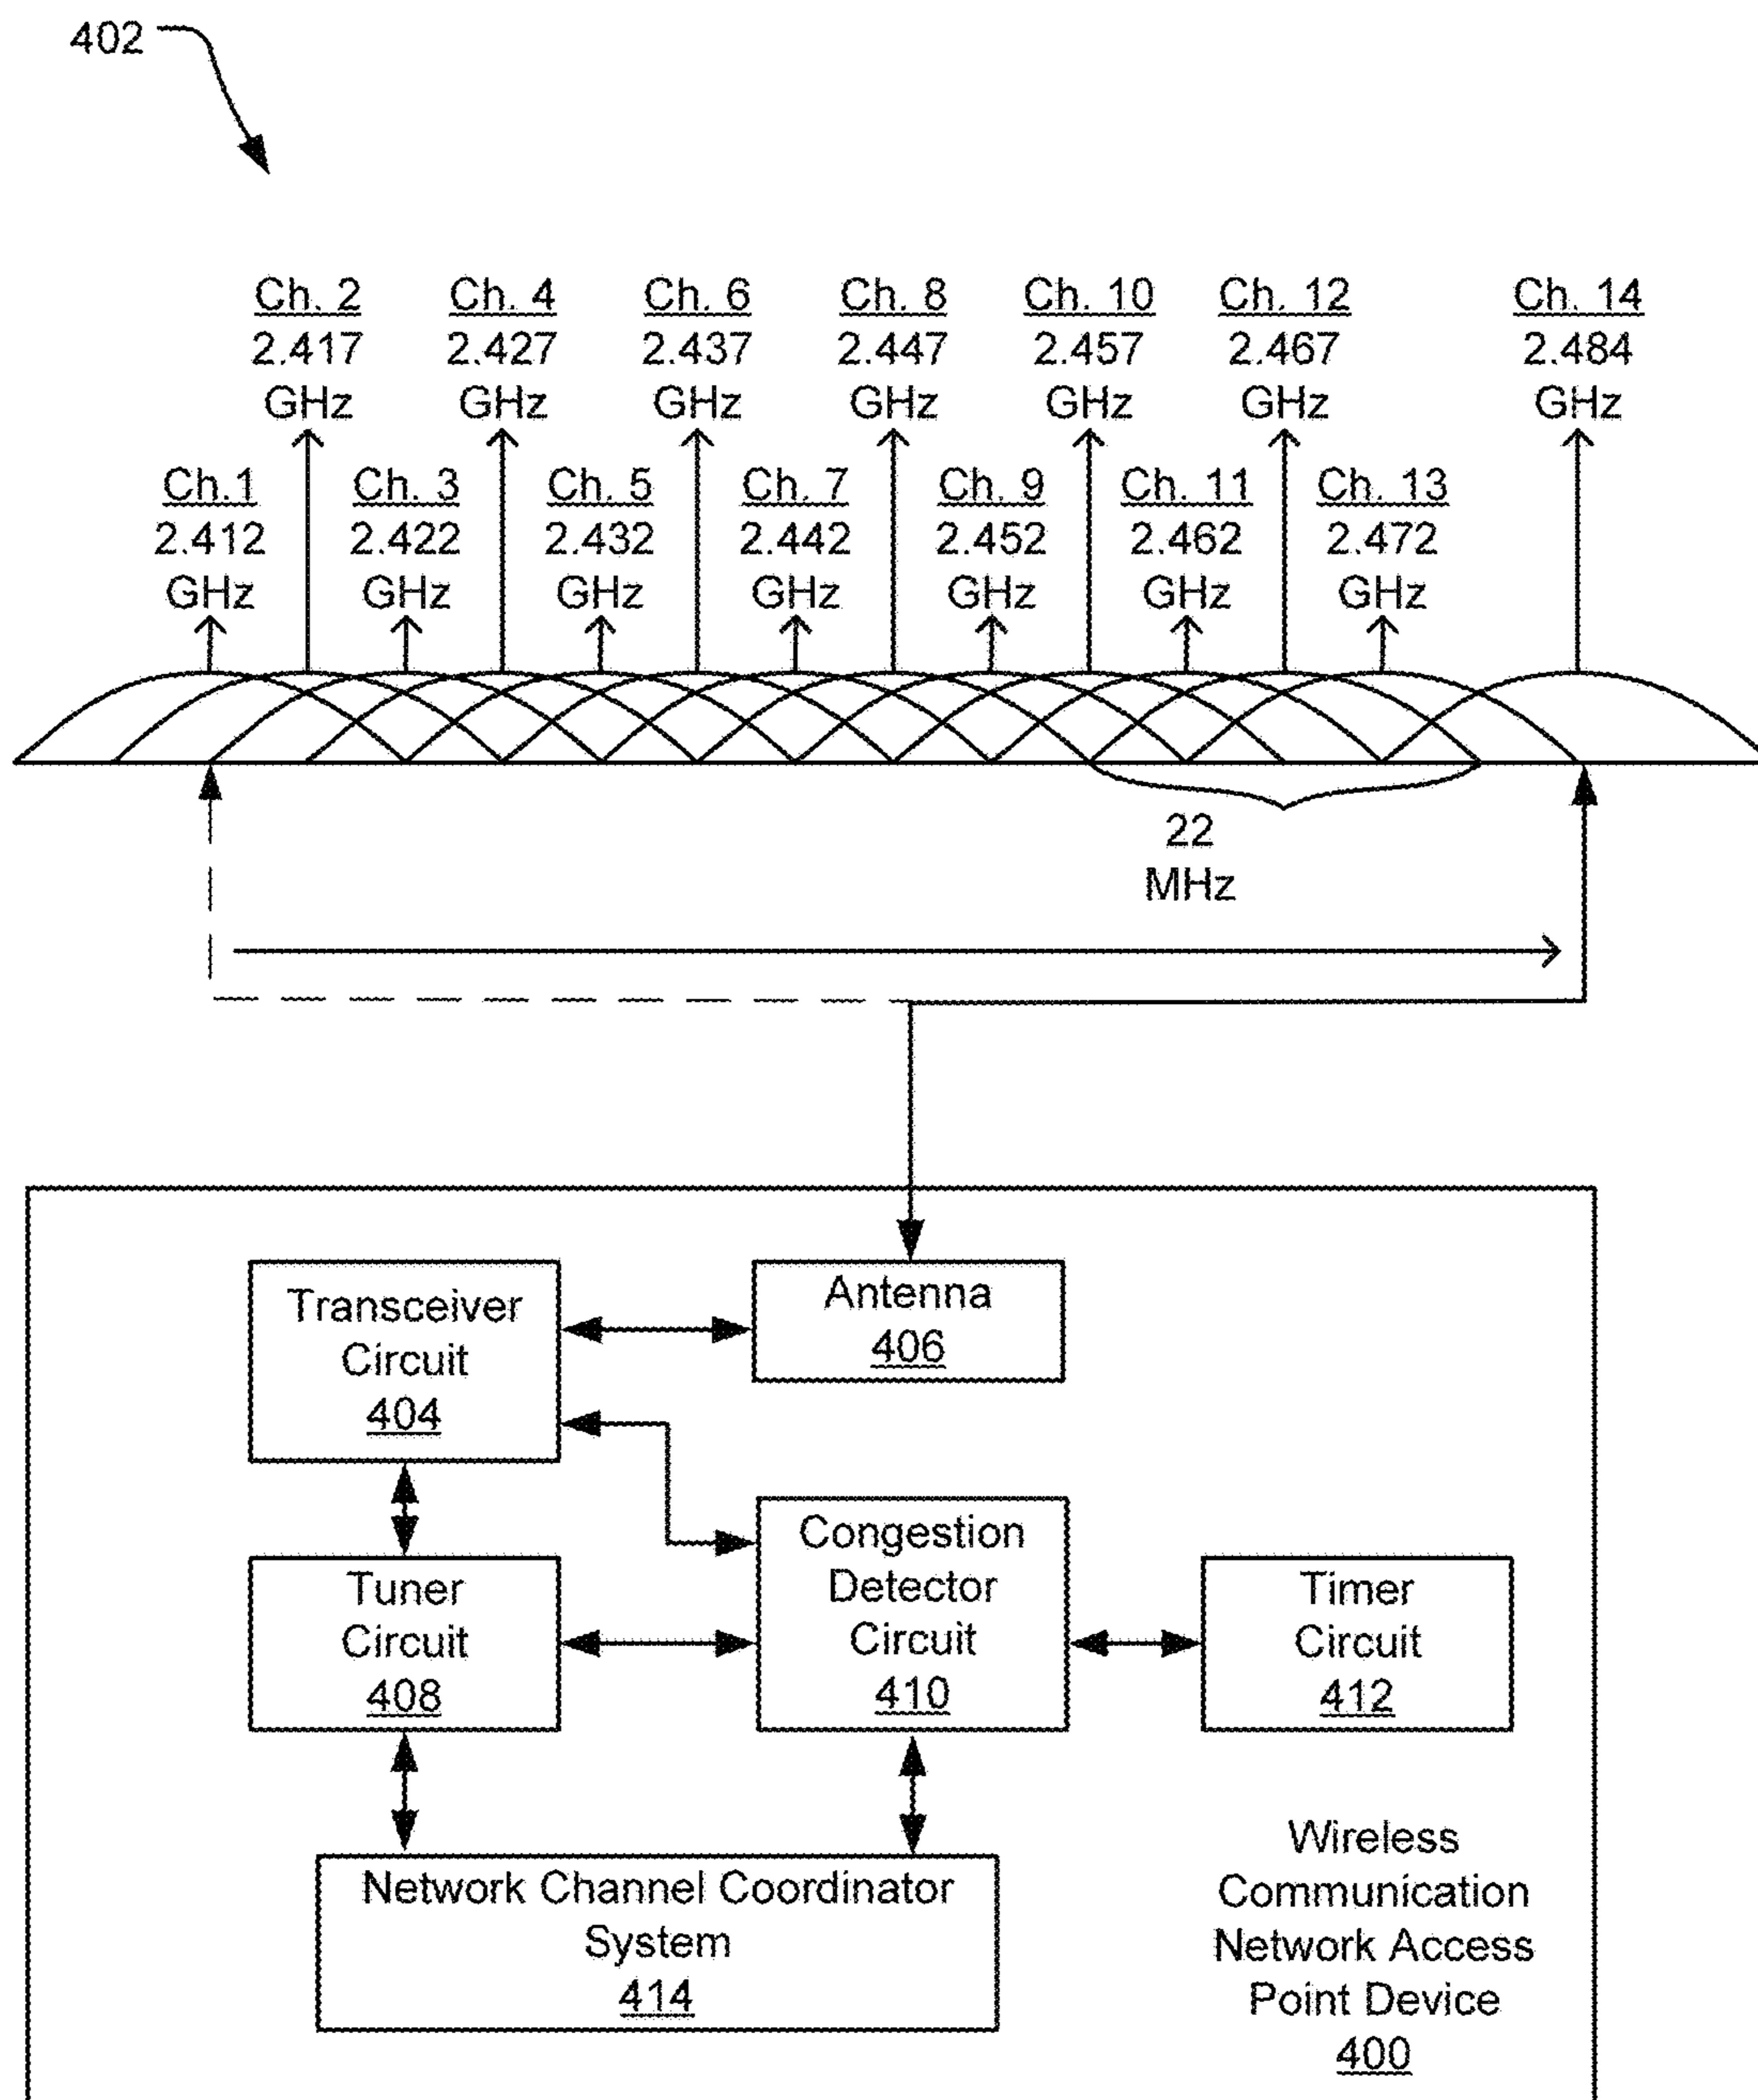 402
Ch. 2 Ch. 4 Ch. 6 Ch. 8 Ch. 10 Ch. 12 Ch. 14
2.417 2.427 2.437 2.447 2.457 2.467 2.484
GHz GHz GHz GHz GHz GHz GHz
Ch.1 Ch. 3 Ch. 5 Ch. 7 Ch. 9 Ch. 11 Ch. 13
2.412 2.422 2.432 2.442 2.452 2.462 2.472
GHz GHz GHz GHz GHz GHz GHz
22
MHz
Transceiver
Circuit
404
Antenna
406
Tuner
Circuit
408
Congestion
Detector
Circuit
410
Timer
Circuit
412
Network Channel Coordinator
System
414
Wireless
Communication
Network Access
Point Device
400